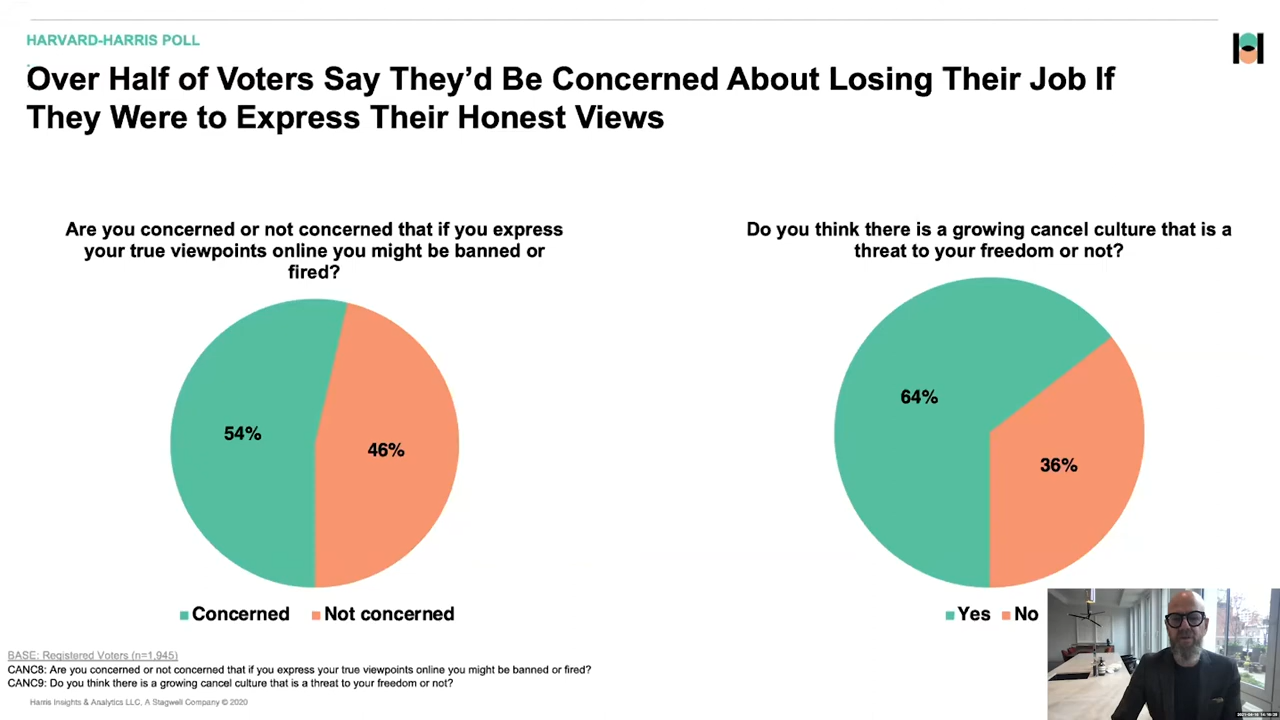 HARVARD-HARRIS POLL
Over Half of Voters Say They’d Be Concerned About Losing Their Job If
They Were to Express Their Honest Views
Are you concerned or not concerned that if you express
your true viewpoints online you might be banned or
fired?
54%
46%
Concerned Not concerned
Do you think there is a growing cancel culture that is a
threat to your freedom or not?
64%
36%
Yes No
BASE: Registered Voters (n=1,945)
CANC8: Are you concerned or not concerned that if you express your true viewpoints online you might be banned or fired?
CANC9: Do you think there is a growing cancel culture that is a threat to your freedom or not?
Harris Insights & Analytics LLC, A Stagwell Company © 2020